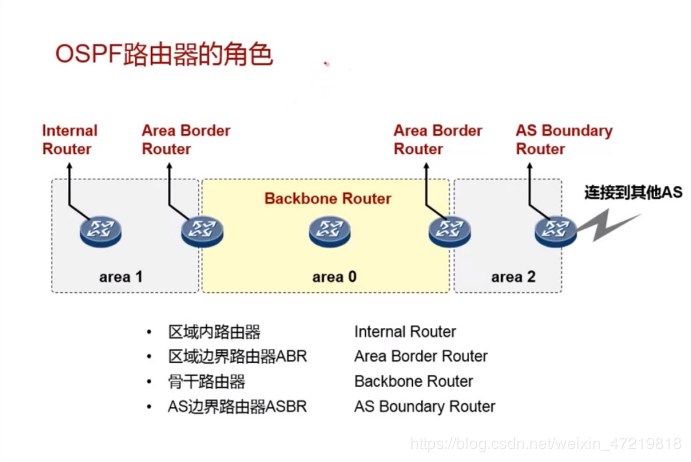 OSPF路由器的角色
Internal Router
Area Border Router
Area Border Router
AS Boundary Router
连接到其他AS
Backbone Router
area 1
area 0
area 2
• 区域内路由器 Internal Router
• 区域边界路由器ABR Area Border Router
• 骨干路由器 Backbone Router
• AS边界路由器ASBR AS Boundary Router
https://blog.csdn.net/weixin_47219818